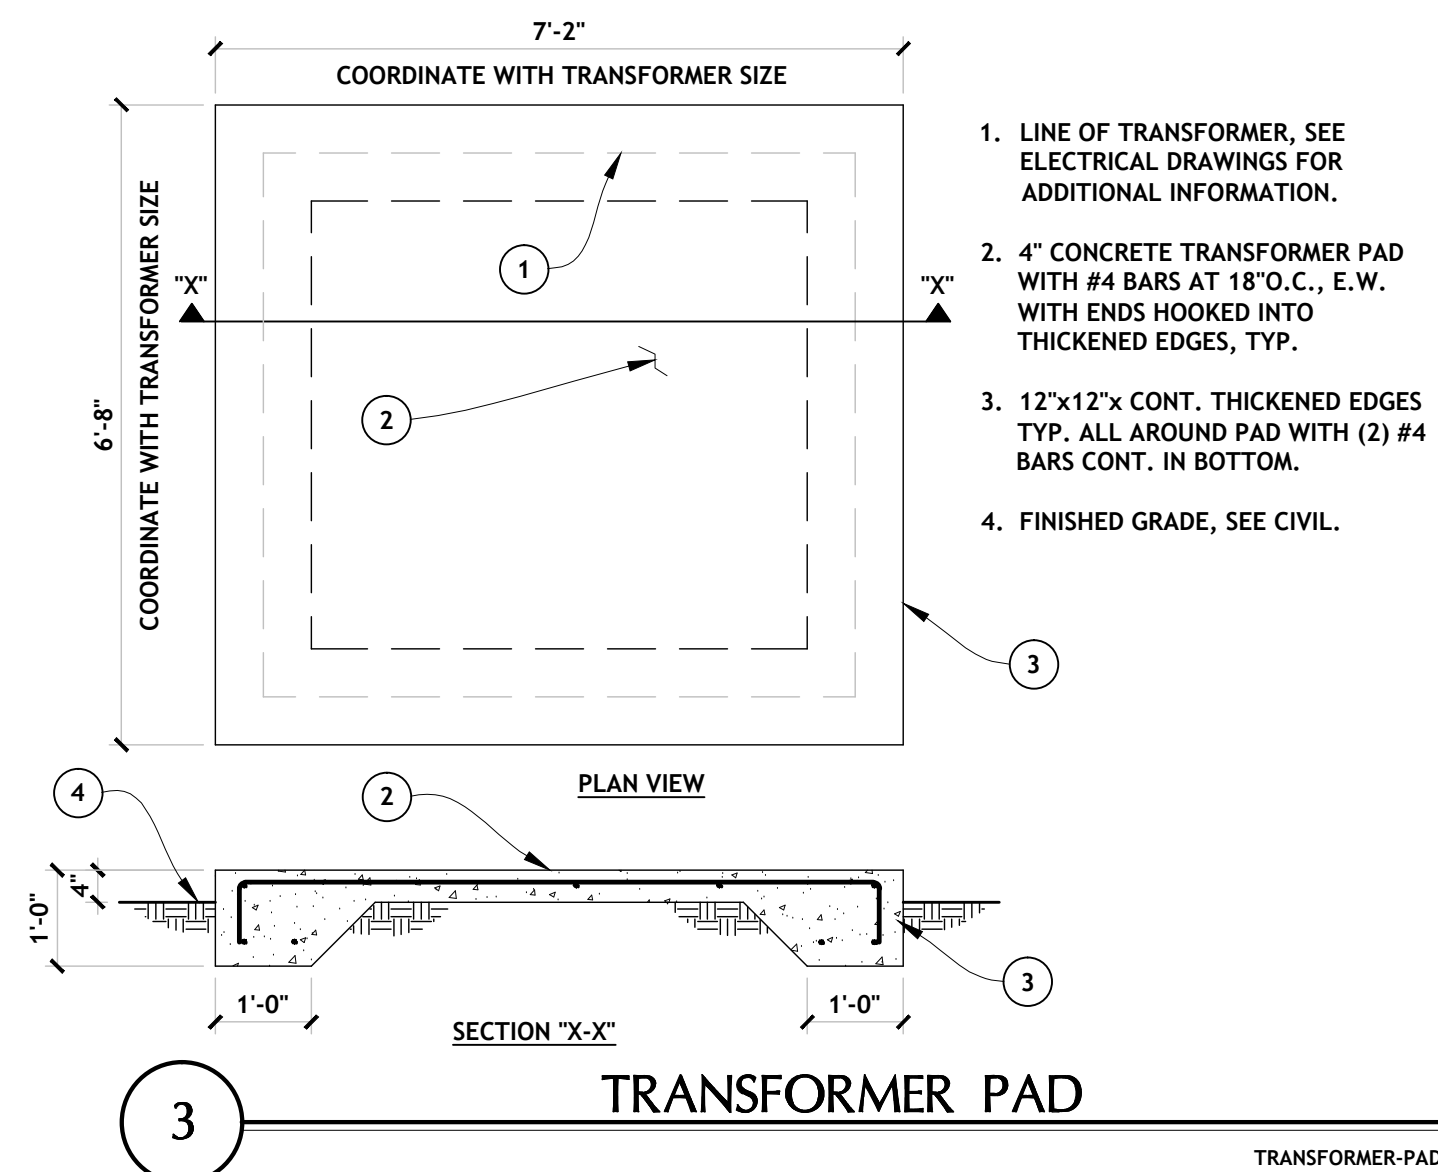 7'-2"
COORDINATE WITH TRANSFORMER SIZE
6'-8"
COORDINATE WITH TRANSFORMER SIZE
"X"
"X"
1
2
3
1. LINE OF TRANSFORMER, SEE
ELECTRICAL DRAWINGS FOR
ADDITIONAL INFORMATION.
2. 4" CONCRETE TRANSFORMER PAD
WITH #4 BARS AT 18"O.C., E.W.
WITH ENDS HOOKED INTO
THICKENED EDGES, TYP.
3. 12"x12"x CONT. THICKENED EDGES
TYP. ALL AROUND PAD WITH (2) #4
BARS CONT. IN BOTTOM.
4. FINISHED GRADE, SEE CIVIL.
PLAN VIEW
4
2
4"
1'-0"
3
1'-0"
1'-0"
SECTION "X-X"
3
TRANSFORMER PAD
TRANSFORMER-PAD